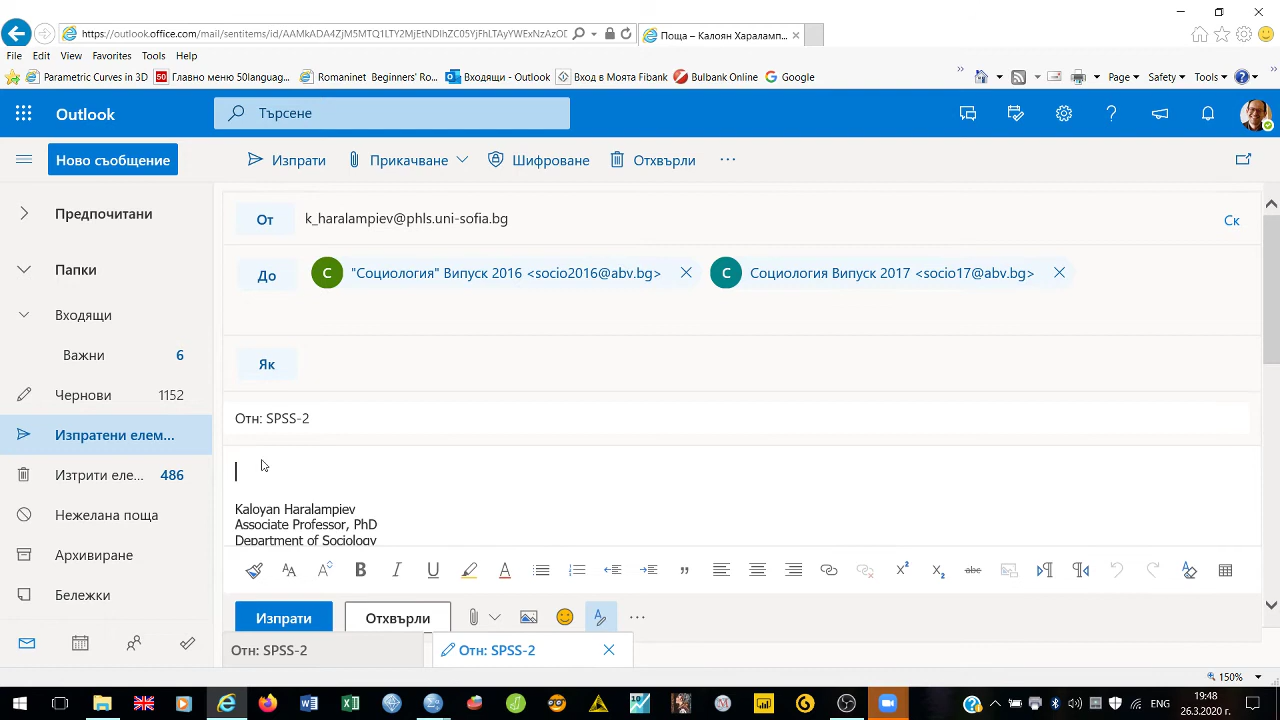 https://outlook.office.com/mail/sentitems/id/AAMkADA4ZjM5MTQ1LTY2MjEtNDIhZC05YjFhLTAyYWExNzAzOD
Поща – Калоян Харалампи...
File Edit View Favorites Tools Help
Parametric Curves in 3D 50 Главно меню 50languag... Romaninet Beginners' Ro... Входящи - Outlook Вход в Моята Fibank Bulbank Online Google
Page Safety Tools
Outlook Търсене
Ново съобщение Изпрати Прикачване Шифроване Отхвърли
Предпочитани
От k_haralampiev@phls.uni-sofia.bg Ск
Папки
До С "Социология" Випуск 2016 <socio2016@abv.bg> С Социология Випуск 2017 <socio17@abv.bg>
Входящи
Важни 6
Як
Чернови 1152
Отн: SPSS-2
Изпратени елем...
Изтрити еле... 486
Нежелана поща
Kaloyan Haralampiev
Associate Professor, PhD
Department of Sociology
Архивиране
Бележки
Изпрати Отхвърли
Отн: SPSS-2 Отн: SPSS-2
150%
19:48
ENG
26.3.2020 г.